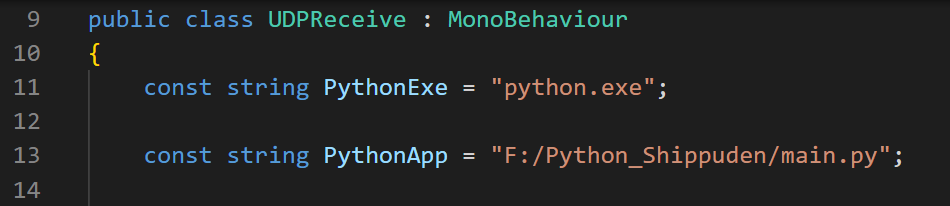 9 public class UDPReceive : MonoBehaviour
10 {
11 const string PythonExe = "python.exe";
12
13 const string PythonApp = "F:/Python_Shippuden/main.py";
14